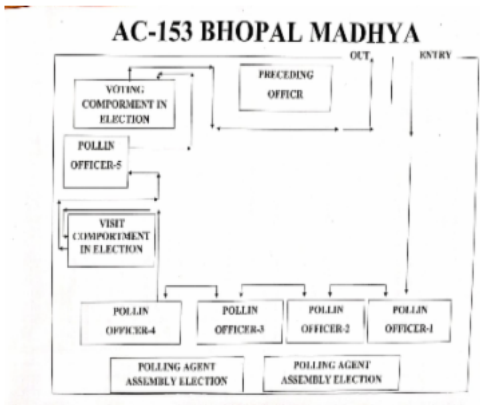 AC-153 BHOPAL MADHYA
OUT
ENTRY
VOTING
COMPORMENT IN
ELECTION
PRECEDING
OFFICR
POLLIN
OFFICER-5
VISIT
COMPORTMENT
IN ELECTION
POLLIN
OFFICER-4
POLLIN
OFFICER-3
POLLIN
OFFICER-2
POLLIN
OFFICER-1
POLLING AGENT
ASSEMBLY ELECTION
POLLING AGENT
ASSEMBLY ELECTION